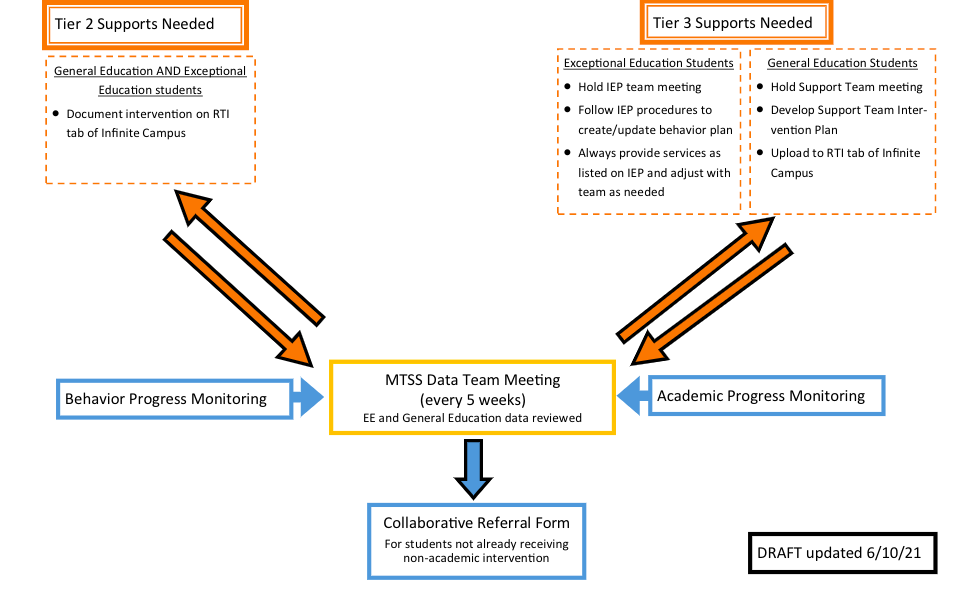 Tier 2 Supports Needed
General Education AND Exceptional
Education students
• Document intervention on RTI
tab of Infinite Campus
Tier 3 Supports Needed
Exceptional Education Students
• Hold IEP team meeting
• Follow IEP procedures to
create/update behavior plan
• Always provide services as
listed on IEP and adjust with
team as needed
General Education Students
• Hold Support Team meeting
• Develop Support Team Inter-
vention Plan
• Upload to RTI tab of Infinite
Campus
Behavior Progress Monitoring
MTSS Data Team Meeting
(every 5 weeks)
EE and General Education data reviewed
Academic Progress Monitoring
Collaborative Referral Form
For students not already receiving
non-academic intervention
DRAFT updated 6/10/21